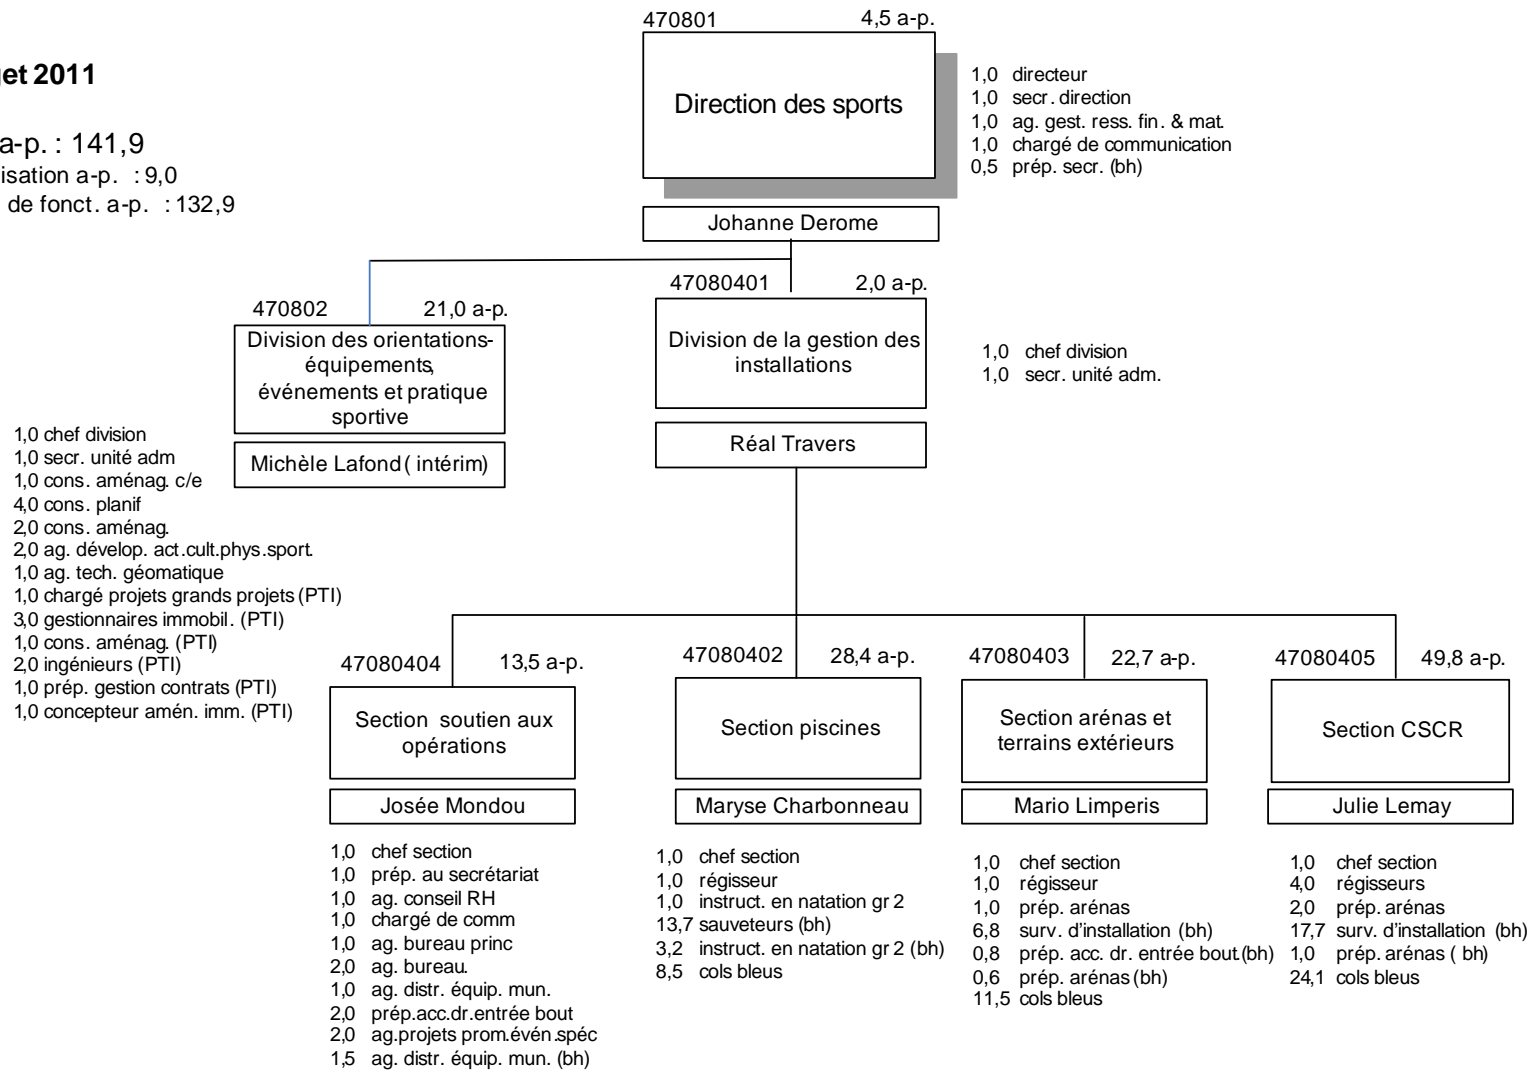 get 2011
a-p. : 141,9
isation a-p. : 9,0
de fonct. a-p. : 132,9
470801 4,5 a-p.
Direction des sports
1,0 directeur
1,0 secr. direction
1,0 ag. gest. ress. fin. & mat.
1,0 chargé de communication
0,5 prép. secr. (bh)
Johanne Derome
470802 21,0 a-p.
Division des orientations-
équipements,
événements et pratique
sportive
Michèle Lafond ( intérim)
1,0 chef division
1,0 secr. unité adm
1,0 cons. aménag. c/e
4,0 cons. planif
2,0 cons. aménag.
2,0 ag. dévelop. act.cult.phys.sport.
1,0 ag. tech. géomatique
1,0 chargé projets grands projets (PTI)
3,0 gestionnaires immobil. (PTI)
1,0 cons. aménag. (PTI)
2,0 ingénieurs (PTI)
1,0 prép. gestion contrats (PTI)
1,0 concepteur amén. imm. (PTI)
47080401 2,0 a-p.
Division de la gestion des
installations
1,0 chef division
1,0 secr. unité adm.
Réal Travers
47080404 13,5 a-p.
Section soutien aux
opérations
Josée Mondou
1,0 chef section
1,0 prép. au secrétariat
1,0 ag. conseil RH
1,0 chargé de comm
1,0 ag. bureau princ
2,0 ag. bureau.
1,0 ag. distr. équip. mun.
2,0 prép.acc.dr.entrée bout
2,0 ag.projets prom.évén.spéc
1,5 ag. distr. équip. mun. (bh)
47080402 28,4 a-p.
Section piscines
Maryse Charbonneau
1,0 chef section
1,0 régisseur
1,0 instruct. en natation gr 2
13,7 sauveteurs (bh)
3,2 instruct. en natation gr 2 (bh)
8,5 cols bleus
47080403 22,7 a-p.
Section arénas et
terrains extérieurs
Mario Limperis
1,0 chef section
1,0 régisseur
1,0 prép. arénas
6,8 surv. d'installation (bh)
0,8 prép. acc. dr. entrée bout.(bh)
0,6 prép. arénas (bh)
11,5 cols bleus
47080405 49,8 a-p.
Section CSCR
Julie Lemay
1,0 chef section
4,0 régisseurs
2,0 prép. arénas
17,7 surv. d'installation (bh)
1,0 prép. arénas ( bh)
24,1 cols bleus